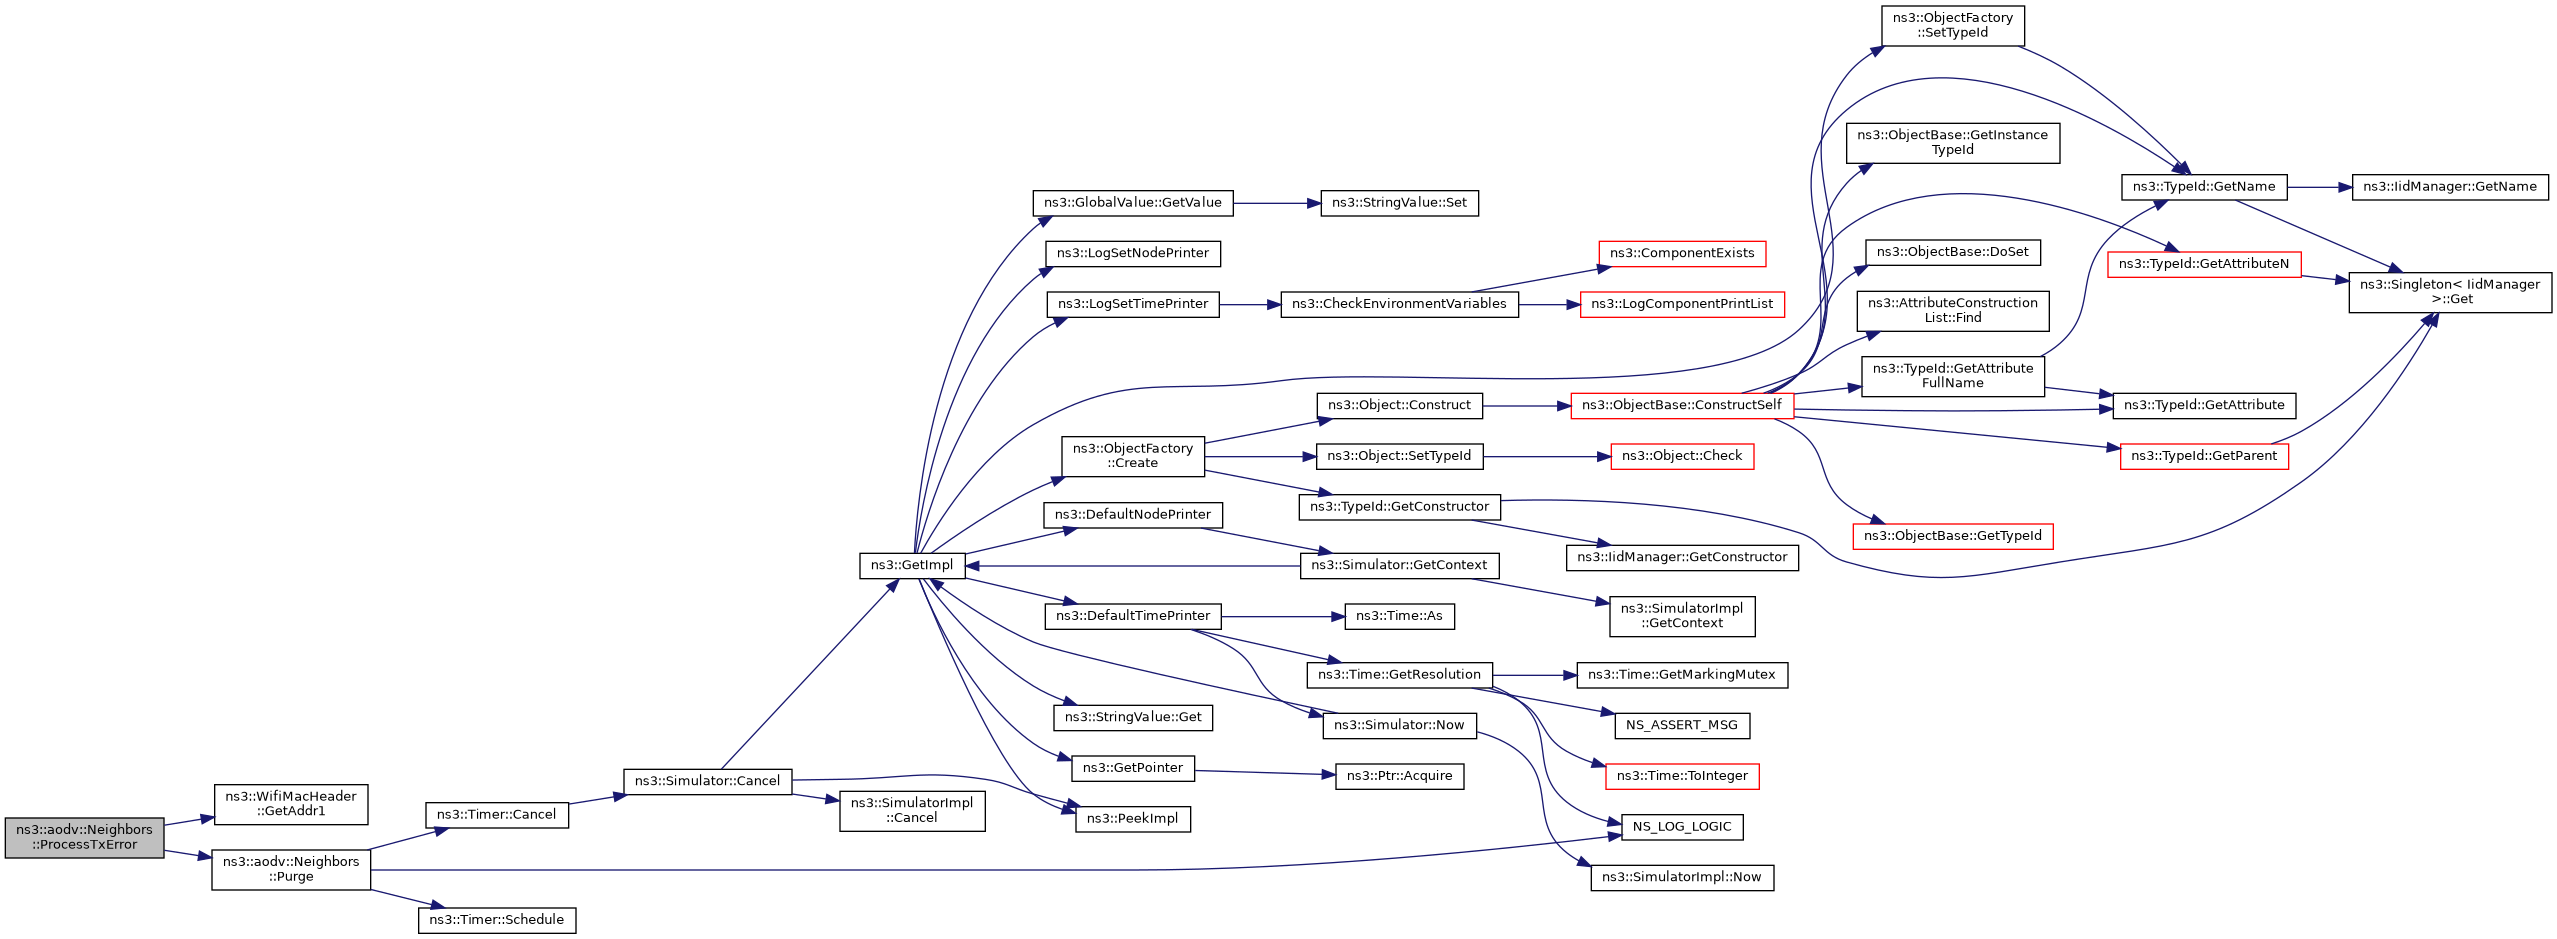 ns3::aodv::Neighbors
::ProcessTxError
ns3::WifiMacHeader
::GetAddr1
ns3::aodv::Neighbors
::Purge
ns3::Timer::Cancel
ns3::Timer::Schedule
ns3::Simulator::Cancel
ns3::GetImpl
ns3::SimulatorImpl
::Cancel
ns3::GlobalValue::GetValue
ns3::LogSetNodePrinter
ns3::LogSetTimePrinter
ns3::ObjectFactory
::Create
ns3::DefaultNodePrinter
ns3::DefaultTimePrinter
ns3::StringValue::Get
ns3::GetPointer
ns3::PeekImpl
ns3::StringValue::Set
ns3::CheckEnvironmentVariables
ns3::Object::Construct
ns3::Object::SetTypeId
ns3::TypeId::GetConstructor
ns3::Simulator::GetContext
ns3::Time::As
ns3::Time::GetResolution
ns3::Simulator::Now
ns3::Ptr::Acquire
ns3::ComponentExists
ns3::LogComponentPrintList
ns3::ObjectBase::ConstructSelf
ns3::Object::Check
ns3::IidManager::GetConstructor
ns3::SimulatorImpl
::GetContext
ns3::Time::GetMarkingMutex
NS_ASSERT_MSG
ns3::Time::ToInteger
NS_LOG_LOGIC
ns3::SimulatorImpl::Now
ns3::ObjectFactory
::SetTypeId
ns3::ObjectBase::GetInstance
TypeId
ns3::ObjectBase::DoSet
ns3::AttributeConstruction
List::Find
ns3::TypeId::GetAttribute
FullName
ns3::ObjectBase::GetTypeId
ns3::TypeId::GetName
ns3::TypeId::GetAttributeN
ns3::TypeId::GetAttribute
ns3::TypeId::GetParent
ns3::IidManager::GetName
ns3::Singleton< IidManager
>::Get